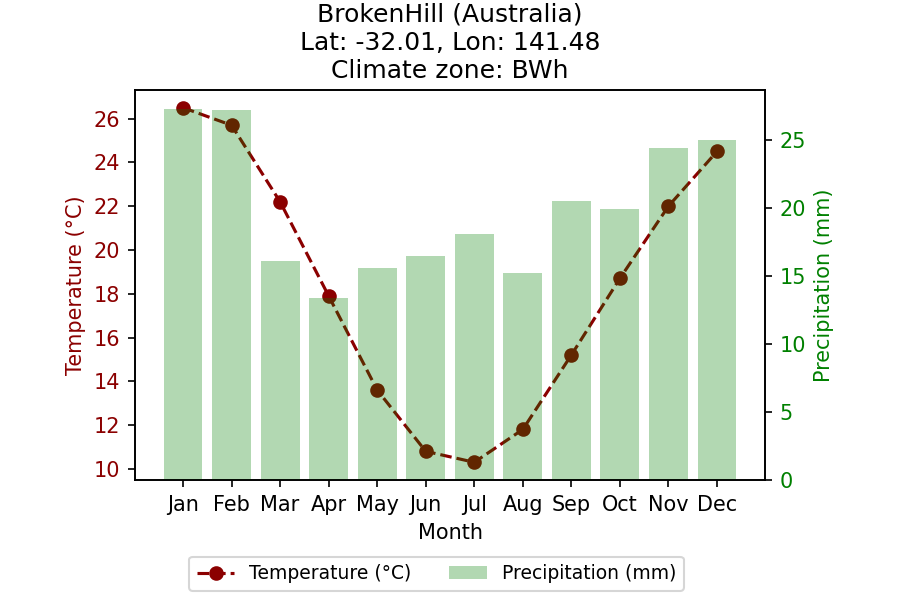 BrokenHill (Australia)
Lat: -32.01, Lon: 141.48
Climate zone: BWh
Temperature (°C)
26
24
22
20
18
16
14
12
10
Precipitation (mm)
25
20
15
10
5
0
Jan Feb Mar Apr May Jun Jul Aug Sep Oct Nov Dec
Month
Temperature (°C) Precipitation (mm)